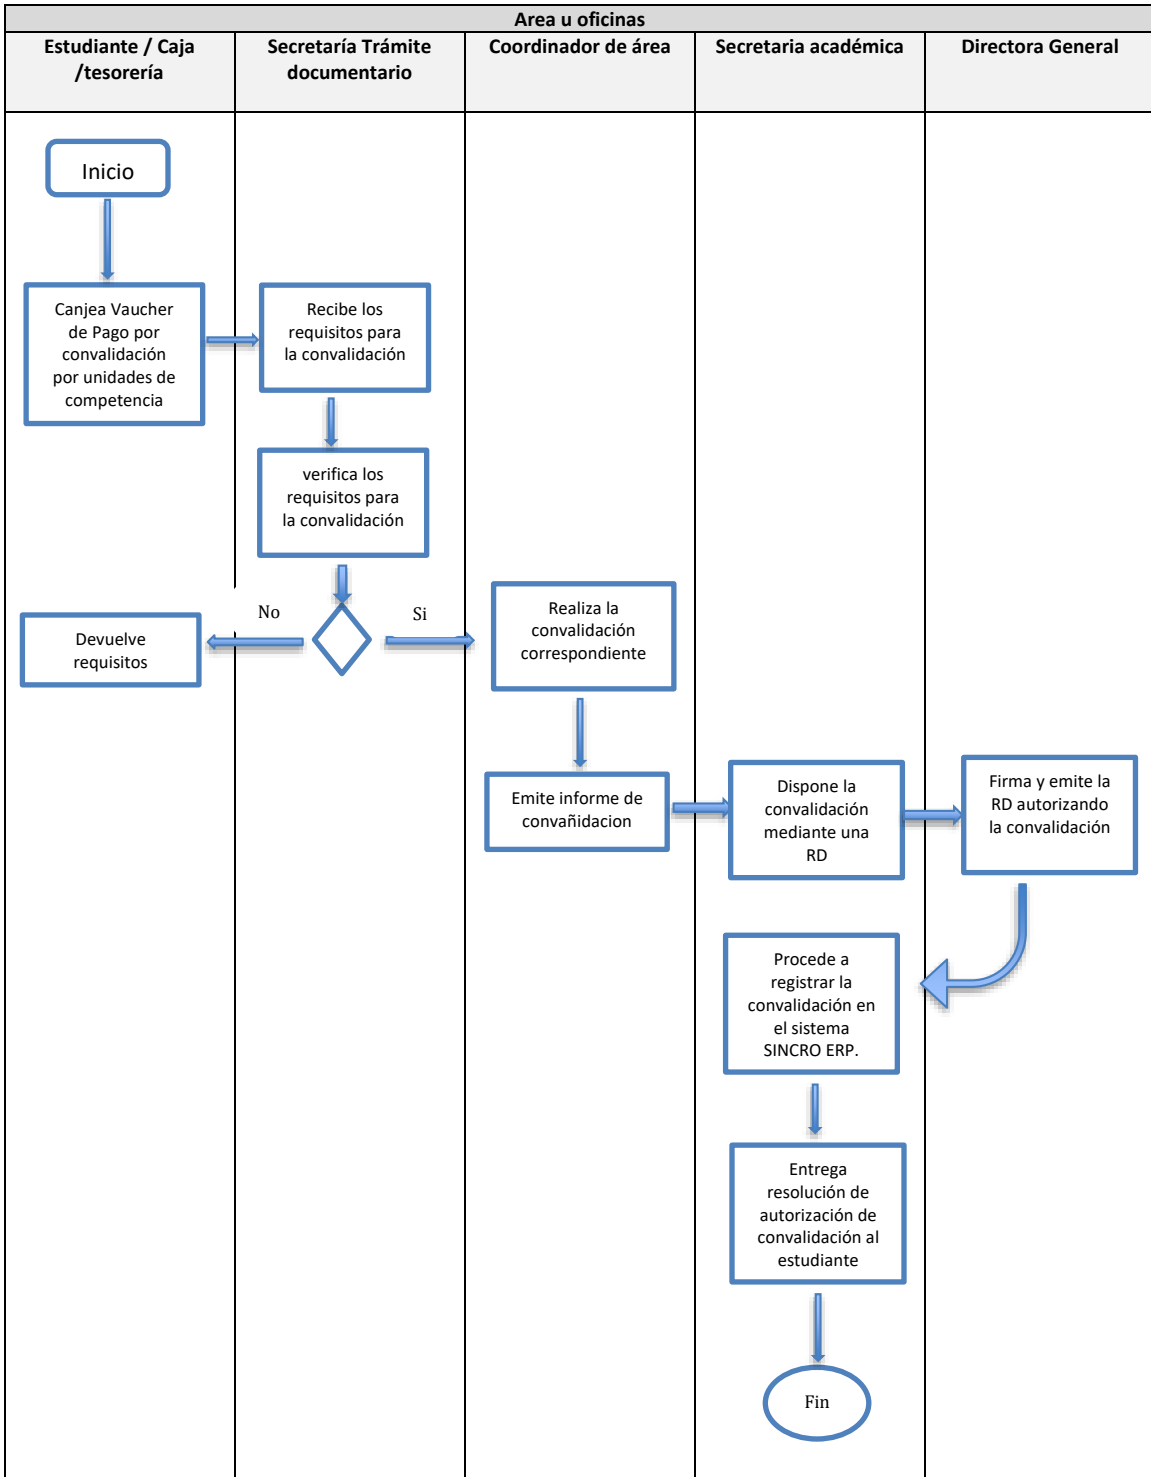 Area u oficinas
Estudiante / Caja
/tesorería
Secretaría Trámite
documentario
Coordinador de área
Secretaria académica
Directora General
Inicio
Canjea Vaucher
de Pago por
convalidación
por unidades de
competencia
Recibe los
requisitos para
la convalidación
verifica los
requisitos para
la convalidación
No
Si
Devuelve
requisitos
Realiza la
convalidación
correspondiente
Emite informe de
convañidacion
Dispone la
convalidación
mediante una
RD
Firma y emite la
RD autorizando
la convalidación
Procede a
registrar la
convalidación en
el sistema
SINCRO ERP.
Entrega
resolución de
autorización de
convalidación al
estudiante
Fin